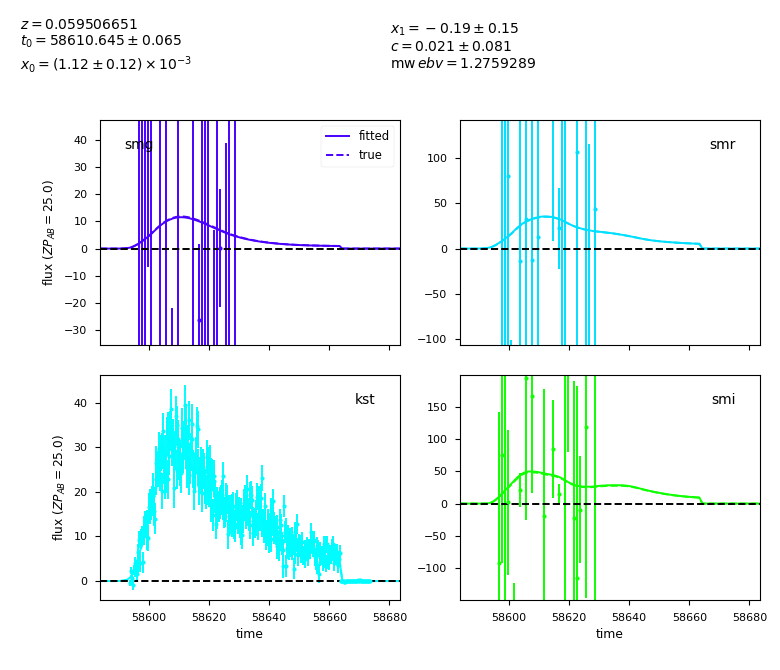 z = 0.059506651
t₀ = 58610.645 ± 0.065
x₀ = (1.12 ± 0.12) × 10⁻³
x₁ = −0.19 ± 0.15
c = 0.021 ± 0.081
mw ebv = 1.2759289
smg
fitted
true
40
30
20
10
0
−10
−20
−30
flux (ZP_AB = 25.0)
smr
100
50
0
−50
−100
kst
40
30
20
10
0
flux (ZP_AB = 25.0)
58600 58620 58640 58660 58680
time
smi
150
100
50
0
−50
−100
58600 58620 58640 58660 58680
time